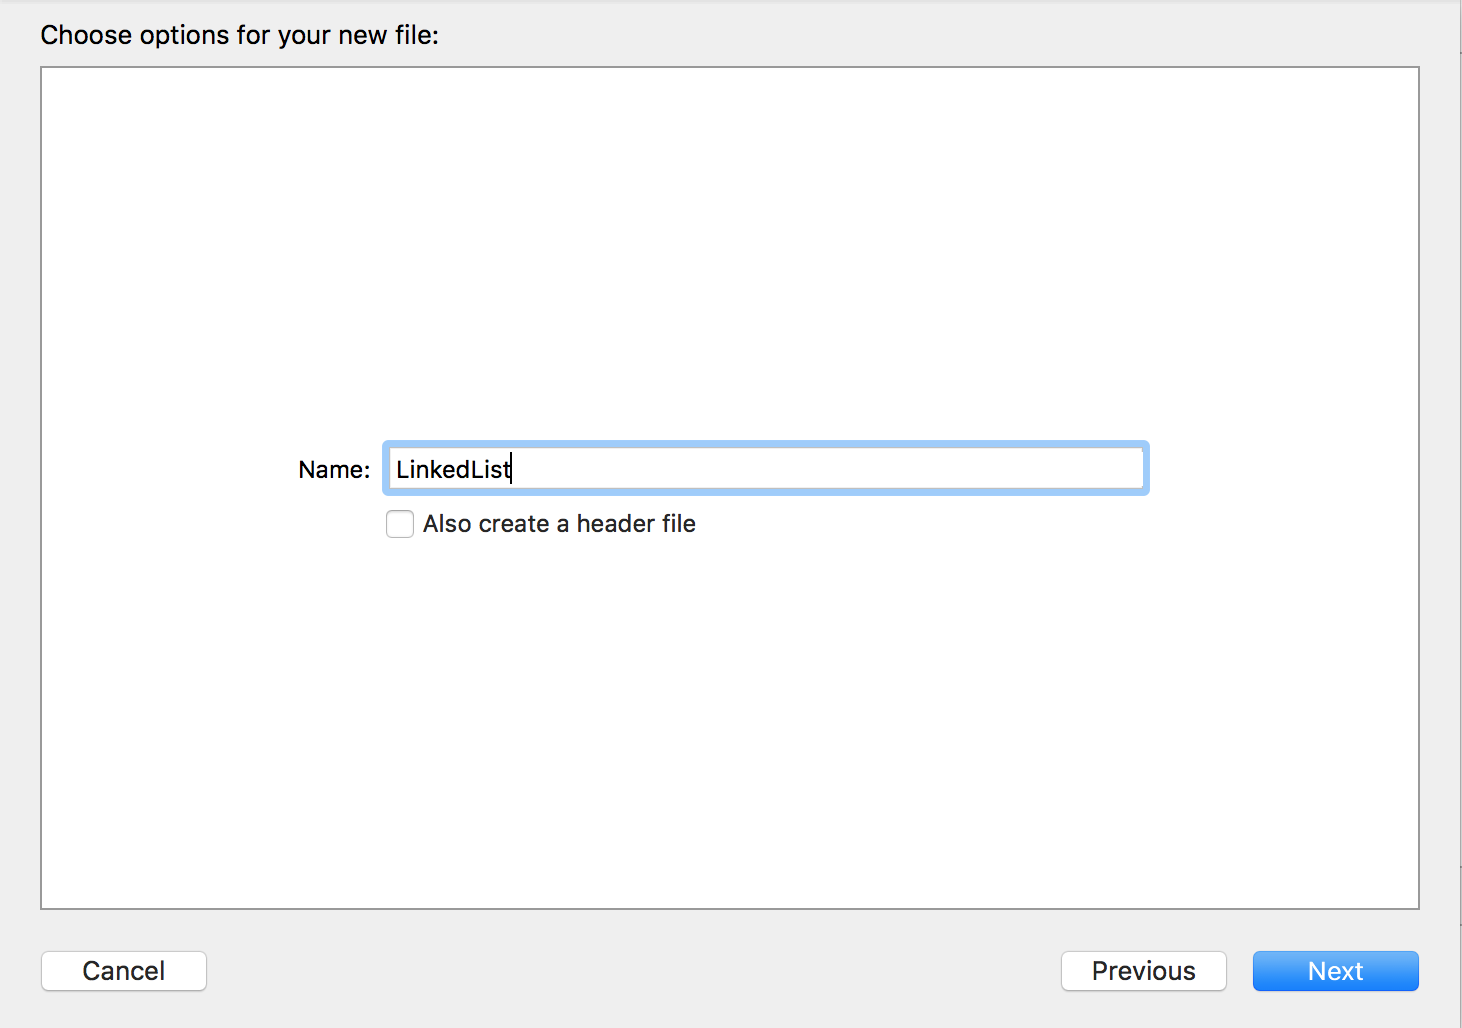 Choose options for your new file:
Name: LinkedList
Also create a header file
Cancel Previous Next